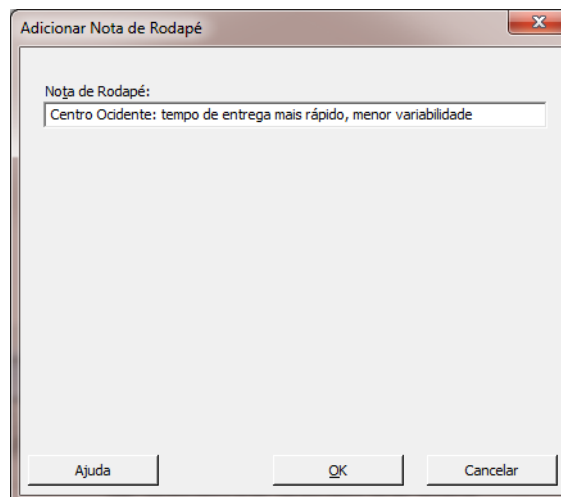 Adicionar Nota de Rodapé
Nota de Rodapé:
Centro Ocidente: tempo de entrega mais rápido, menor variabilidade
Ajuda
OK
Cancelar